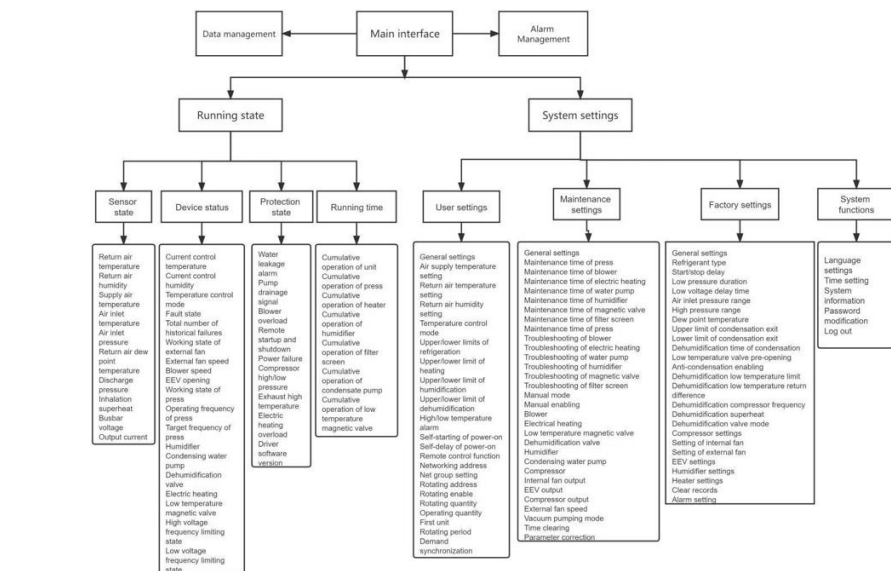 Data management
Main interface
Alarm
Management
Running state
System settings
Sensor
state
Device status
Protection
state
Running time
User settings
Maintenance
settings
Factory settings
System
functions
Return air
temperature
Return air
humidity
Supply air
temperature
Air inlet
temperature
Air inlet
pressure
Return air dew
point
temperature
Discharge
pressure
Inhalation
superheat
Busbar
voltage
Output current
Current control
temperature
Current control
humidity
Temperature control
mode
Fault state
Total number of
historical failures
Working state of
external fan
External fan speed
Blower speed
EEV opening
Working state of
press
Operating frequency
of press
Target frequency of
press
Humidifier
Condensing water
pump
Dehumidification
valve
Electric heating
Low temperature
magnetic valve
High voltage
frequency limiting
state
Low voltage
frequency limiting
state
Water
leakage
alarm
Pump
drainage
signal
Blower
overload
Remote
startup and
shutdown
Power failure
Compressor
high/low
pressure
Exhaust high
temperature
Electric
heating
overload
Driver
software
version
Cumulative
operation of unit
Cumulative
operation of press
Cumulative
operation of heater
Cumulative
operation of
humidifier
Cumulative
operation of filter
screen
Cumulative
operation of
condensate pump
Cumulative
operation of low
temperature
magnetic valve
General settings
Air supply temperature
setting
Return air temperature
setting
Return air humidity
setting
Temperature control
mode
Upper/lower limits of
refrigeration
Upper/lower limit of
heating
Upper/lower limit of
humidification
Upper/lower limit of
dehumidification
High/low temperature
alarm
Self-starting of power-on
Self-delay of power-on
Remote control function
Networking address
Net group setting
Rotating address
Rotating enable
Rotating quantity
Operating quantity
First unit
Rotating period
Demand
synchronization
General settings
Maintenance time of press
Maintenance time of blower
Maintenance time of electric heating
Maintenance time of water pump
Maintenance time of humidifier
Maintenance time of magnetic valve
Maintenance time of filter screen
Maintenance time of press
Troubleshooting of blower
Troubleshooting of electric heating
Troubleshooting of water pump
Troubleshooting of humidifier
Troubleshooting of magnetic valve
Troubleshooting of filter screen
Manual mode
Manual enabling
Blower
Electrical heating
Low temperature magnetic valve
Dehumidification valve
Humidifier
Condensing water pump
Compressor
Internal fan output
EEV output
Compressor output
External fan speed
Vacuum pumping mode
Time clearing
Parameter correction
General settings
Refrigerant type
Start/stop delay
Low pressure duration
Low voltage delay time
Air inlet pressure range
High pressure range
Dew point temperature
Upper limit of condensation exit
Lower limit of condensation exit
Dehumidification time of condensation
Low temperature valve pre-opening
Anti-condensation enabling
Dehumidification low temperature limit
Dehumidification low temperature return
difference
Dehumidification compressor frequency
Dehumidification superheat
Dehumidification valve mode
Compressor settings
Setting of internal fan
Setting of external fan
EEV settings
Humidifier settings
Heater settings
Clear records
Alarm setting
Language
settings
Time setting
System
information
Password
modification
Log out